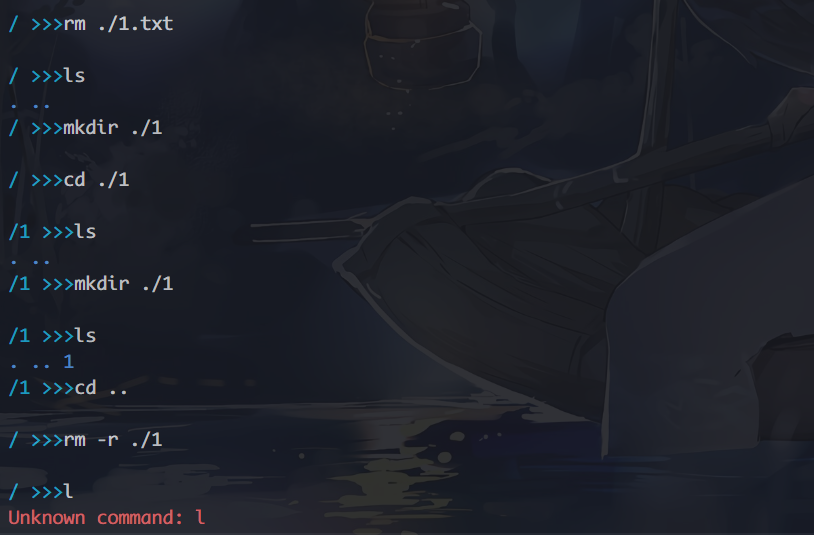 / >>>rm ./1.txt
/ >>>ls
. ..
/ >>>mkdir ./1
/ >>>cd ./1
/1 >>>ls
. ..
/1 >>>mkdir ./1
/1 >>>ls
. .. 1
/1 >>>cd ..
/ >>>rm -r ./1
/ >>>l
Unknown command: l